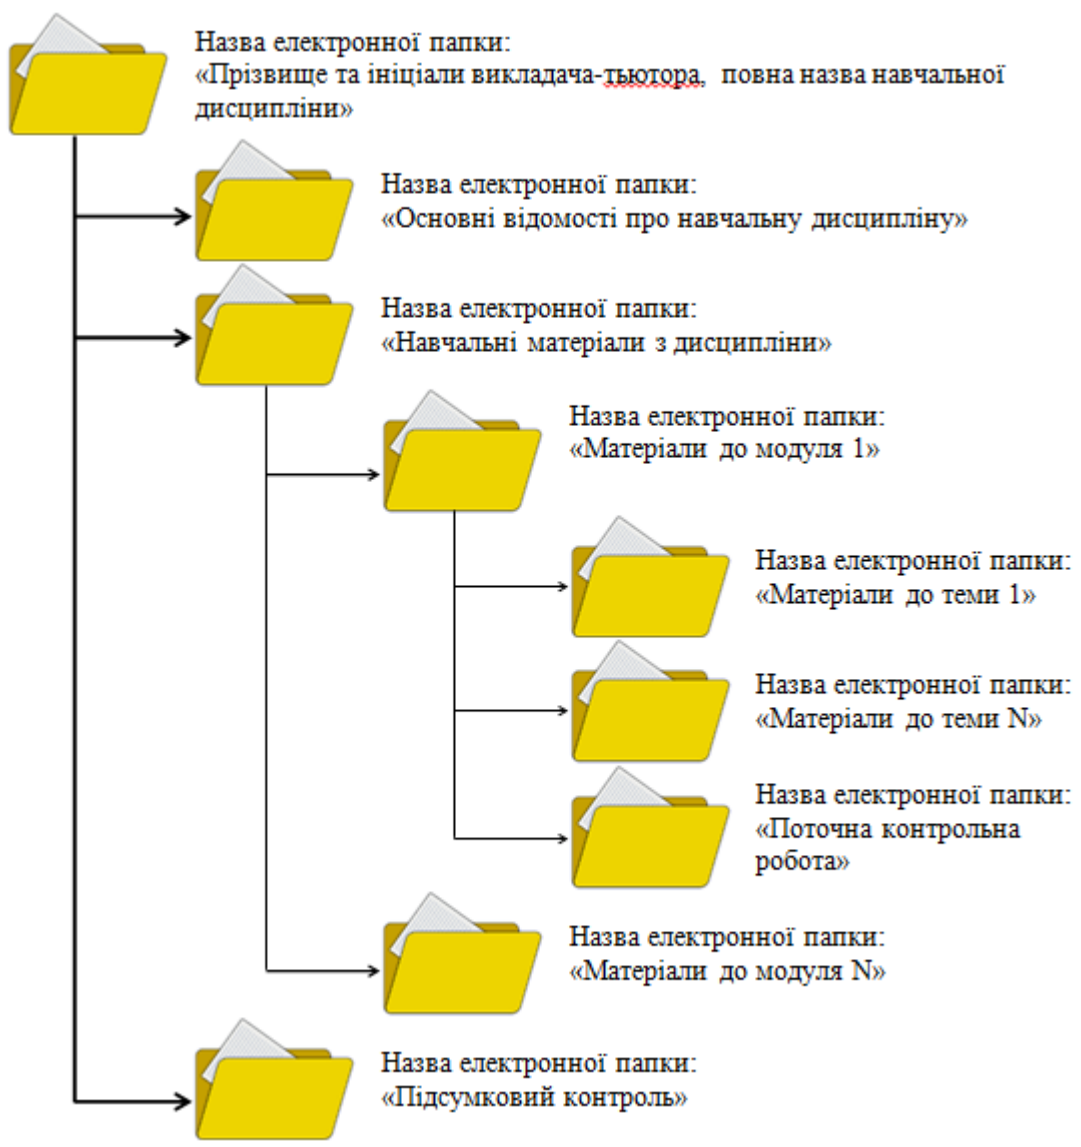 Назва електронної папки:
«Прізвище та ініціали викладача-тьютора,  повна назва навчальної
дисципліни»
Назва електронної папки:
«Основні відомості про навчальну дисципліну»
Назва електронної папки:
«Навчальні матеріали з дисципліни»
Назва електронної папки:
«Матеріали до модуля 1»
Назва електронної папки:
«Матеріали до теми 1»
Назва електронної папки:
«Матеріали до теми N»
Назва електронної папки:
«Поточна контрольна
робота»
Назва електронної папки:
«Матеріали до модуля N»
Назва електронної папки:
«Підсумковий контроль»